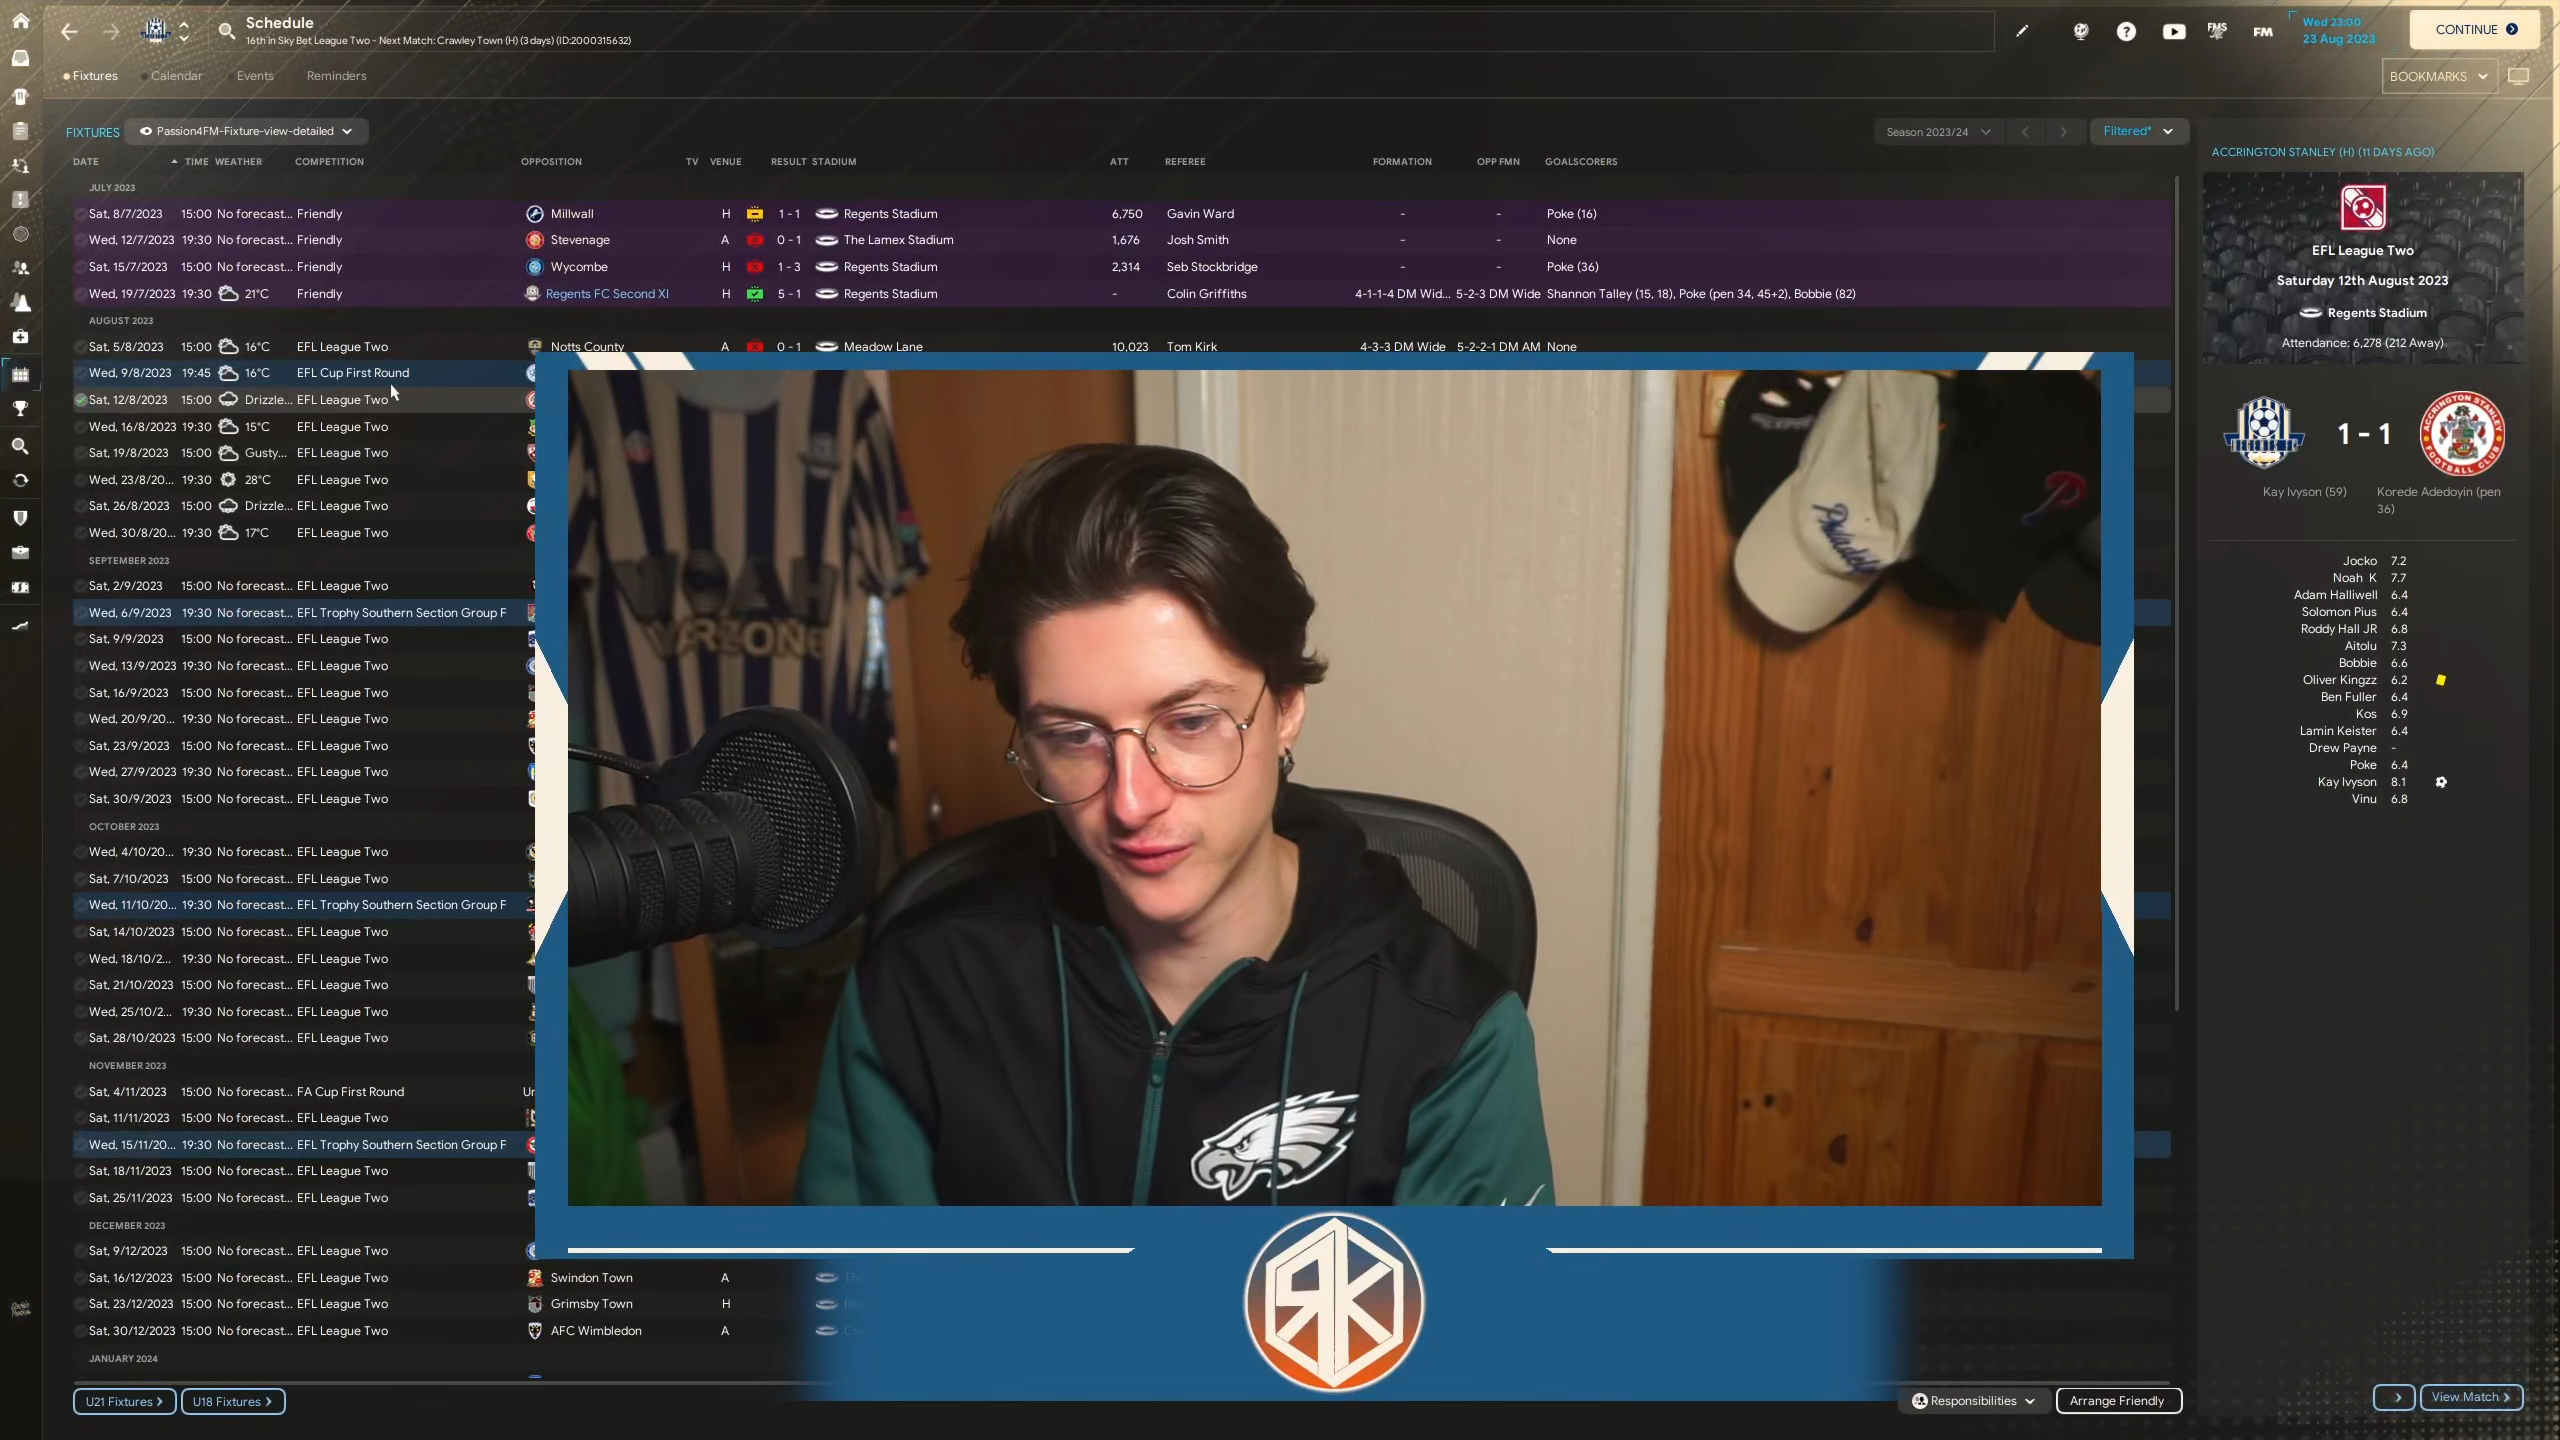 Schedule
16th in Sky Bet League Two - Next Match: Crawley Town (H) (3 days) (ID:2000315632)
FMS
FM
Wed 23:00
23 Aug 2023
CONTINUE
Fixtures Calendar Events Reminders
BOOKMARKS
FIXTURES Passion4FM-Fixture-view-detailed
Season 2023/24
Filtered*
DATE TIME WEATHER COMPETITION OPPOSITION TV VENUE RESULT STADIUM ATT REFEREE FORMATION OPP FMN GOALSCORERS
JULY 2023
Sat, 8/7/2023 15:00 No forecast... Friendly Millwall H 1 - 1 Regents Stadium 6,750 Gavin Ward - - Poke (16)
Wed, 12/7/2023 19:30 No forecast... Friendly Stevenage A 0 - 1 The Lamex Stadium 1,676 Josh Smith - - None
Sat, 15/7/2023 15:00 No forecast... Friendly Wycombe H 1 - 3 Regents Stadium 2,314 Seb Stockbridge - - Poke (36)
Wed, 19/7/2023 19:30 21°C Friendly Regents FC Second XI H 5 - 1 Regents Stadium - Colin Griffiths 4-1-1-4 DM Wid... 5-2-3 DM Wide Shannon Talley (15, 18), Poke (pen 34, 45+2), Bobbie (82)
AUGUST 2023
Sat, 5/8/2023 15:00 16°C EFL League Two Notts County A 0 - 1 Meadow Lane 10,023 Tom Kirk 4-3-3 DM Wide 5-2-2-1 DM AM None
Wed, 9/8/2023 19:45 16°C EFL Cup First Round
Sat, 12/8/2023 15:00 Drizzle... EFL League Two
Wed, 16/8/2023 19:30 15°C EFL League Two
Sat, 19/8/2023 15:00 Gusty... EFL League Two
Wed, 23/8/20... 19:30 28°C EFL League Two
Sat, 26/8/2023 15:00 Drizzle... EFL League Two
Wed, 30/8/20... 19:30 17°C EFL League Two
SEPTEMBER 2023
Sat, 2/9/2023 15:00 No forecast... EFL League Two
Wed, 6/9/2023 19:30 No forecast... EFL Trophy Southern Section Group F
Sat, 9/9/2023 15:00 No forecast... EFL League Two
Wed, 13/9/2023 19:30 No forecast... EFL League Two
Sat, 16/9/2023 15:00 No forecast... EFL League Two
Wed, 20/9/20... 19:30 No forecast... EFL League Two
Sat, 23/9/2023 15:00 No forecast... EFL League Two
Wed, 27/9/2023 19:30 No forecast... EFL League Two
Sat, 30/9/2023 15:00 No forecast... EFL League Two
OCTOBER 2023
Wed, 4/10/20... 19:30 No forecast... EFL League Two
Sat, 7/10/2023 15:00 No forecast... EFL League Two
Wed, 11/10/20... 19:30 No forecast... EFL Trophy Southern Section Group F
Sat, 14/10/2023 15:00 No forecast... EFL League Two
Wed, 18/10/2... 19:30 No forecast... EFL League Two
Sat, 21/10/2023 15:00 No forecast... EFL League Two
Wed, 25/10/2... 19:30 No forecast... EFL League Two
Sat, 28/10/2023 15:00 No forecast... EFL League Two
NOVEMBER 2023
Sat, 4/11/2023 15:00 No forecast... FA Cup First Round
Sat, 11/11/2023 15:00 No forecast... EFL League Two
Wed, 15/11/20... 19:30 No forecast... EFL Trophy Southern Section Group F
Sat, 18/11/2023 15:00 No forecast... EFL League Two
Sat, 25/11/2023 15:00 No forecast... EFL League Two
DECEMBER 2023
Sat, 9/12/2023 15:00 No forecast... EFL League Two
Sat, 16/12/2023 15:00 No forecast... EFL League Two Swindon Town A
Sat, 23/12/2023 15:00 No forecast... EFL League Two Grimsby Town H
Sat, 30/12/2023 15:00 No forecast... EFL League Two AFC Wimbledon A
JANUARY 2024
U21 Fixtures U18 Fixtures
Responsibilities Arrange Friendly
ACCRINGTON STANLEY (H) (11 DAYS AGO)
EFL League Two
Saturday 12th August 2023
Regents Stadium
Attendance: 6,278 (212 Away)
1 - 1
ACCRINGTON STANLEY
FOOTBALL CLUB
Kay Ivyson (59) Korede Adedoyin (pen
36)
Jocko 7.2
Noah K 7.7
Adam Halliwell 6.4
Solomon Pius 6.4
Roddy Hall JR 6.8
Aitolu 7.3
Bobbie 6.6
Oliver Kingzz 6.2
Ben Fuller 6.4
Kos 6.9
Lamin Keister 6.4
Drew Payne -
Poke 6.4
Kay Ivyson 8.1
Vinu 6.8
View Match